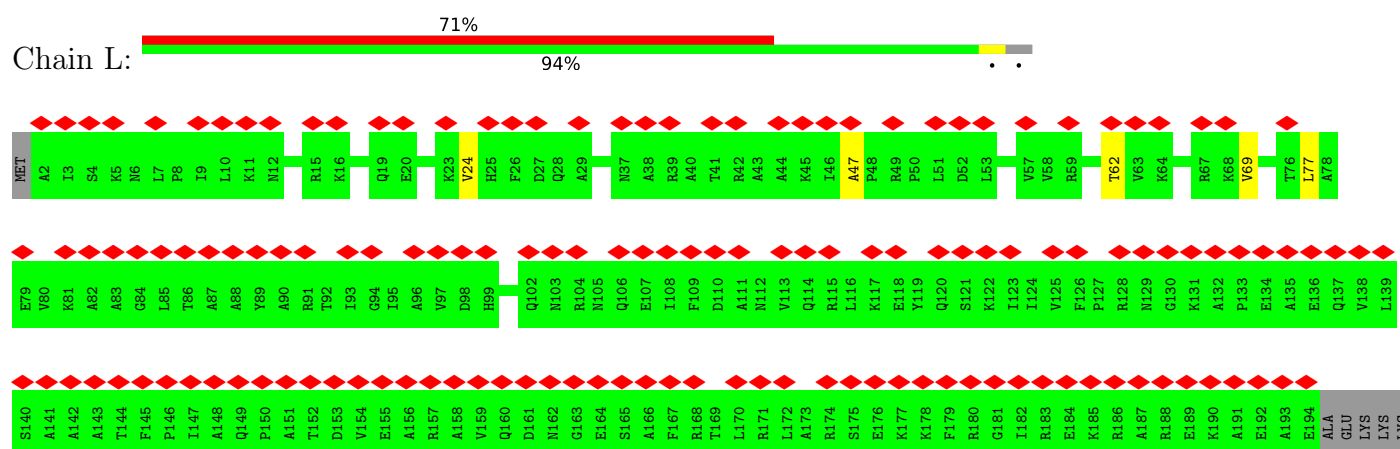 71%
Chain L:
94%
MET A2 I3 S4 K5 N6 L7 P8 I9 L10 K11 N12 R15 K16 Q19 E20 K23 V24 H25 F26 D27 Q28 A29 N37 A38 R39 A40 T41 R42 A43 A44 K45 I46 A47 P48 R49 P50 L51 D52 L53 V57 V58 R59 T62 V63 K64 R67 K68 V69 T76 L77 A78
E79 V80 K81 A82 A83 G84 L85 T86 A87 A88 Y89 A90 R91 T92 I93 G94 I95 A96 V97 D98 H99 Q102 N103 R104 N105 Q106 E107 I108 F109 D110 A111 N112 V113 Q114 R115 L116 K117 E118 Y119 Q120 S121 K122 I123 I124 V125 F126 P127 R128 N129 G130 K131 A132 P133 E134 A135 E136 Q137 V138 L139
S140 A141 A142 A143 T144 F145 P146 I147 A148 Q149 P150 A151 T152 D153 V154 E155 A156 R157 A158 V159 Q160 D161 N162 G163 E164 S165 A166 F167 R168 T169 L170 R171 L172 A173 R174 S175 E176 K177 K178 F179 R180 G181 I182 R183 E184 K185 R186 A187 R188 E189 K190 A191 E192 A193 E194 ALA GLU LYS LYS